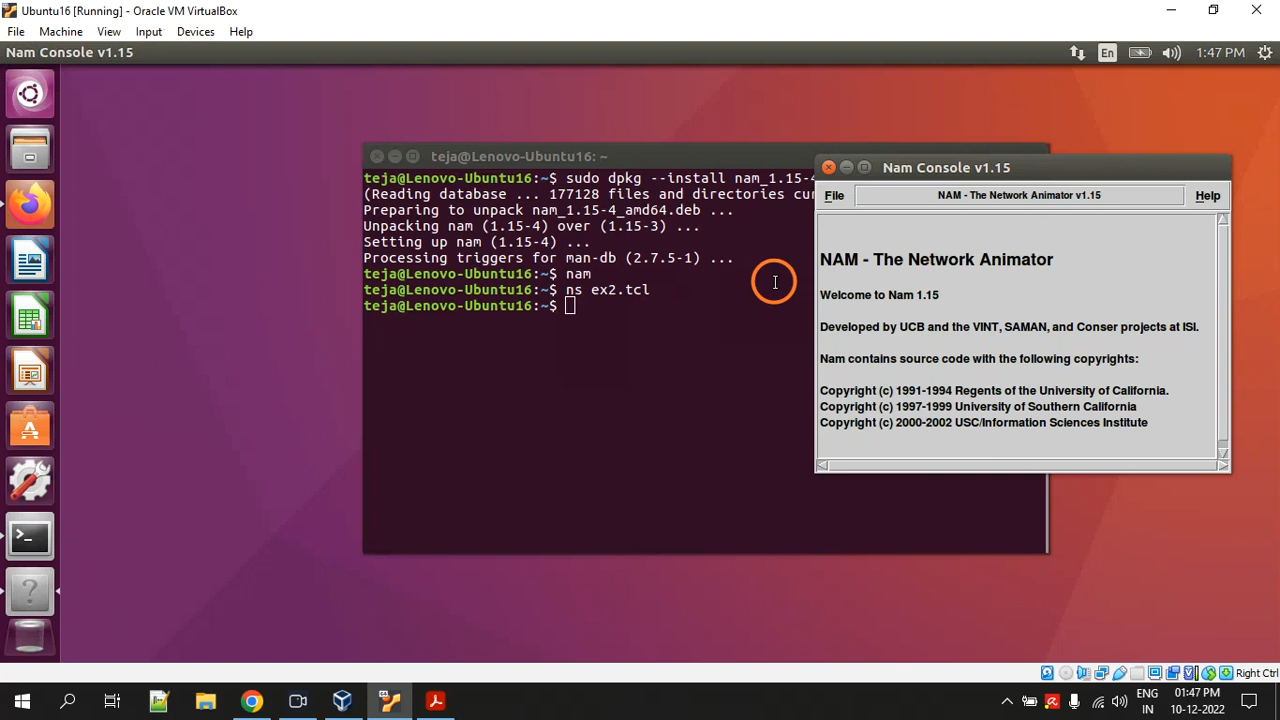 Ubuntu16 [Running] - Oracle VM VirtualBox
File Machine View Input Devices Help
Nam Console v1.15
En
1:47 PM
teja@Lenovo-Ubuntu16: ~
teja@Lenovo-Ubuntu16:~$ sudo dpkg --install nam_1.15-4
(Reading database ... 177128 files and directories cur
Preparing to unpack nam_1.15-4_amd64.deb ...
Unpacking nam (1.15-4) over (1.15-3) ...
Setting up nam (1.15-4) ...
Processing triggers for man-db (2.7.5-1) ...
teja@Lenovo-Ubuntu16:~$ nam
teja@Lenovo-Ubuntu16:~$ ns ex2.tcl
teja@Lenovo-Ubuntu16:~$
Nam Console v1.15
File NAM - The Network Animator v1.15 Help
NAM - The Network Animator
Welcome to Nam 1.15
Developed by UCB and the VINT, SAMAN, and Conser projects at ISI.
Nam contains source code with the following copyrights:
Copyright (c) 1991-1994 Regents of the University of California.
Copyright (c) 1997-1999 University of Southern California
Copyright (c) 2000-2002 USC/Information Sciences Institute
Right Ctrl
ENG
IN
01:47 PM
10-12-2022